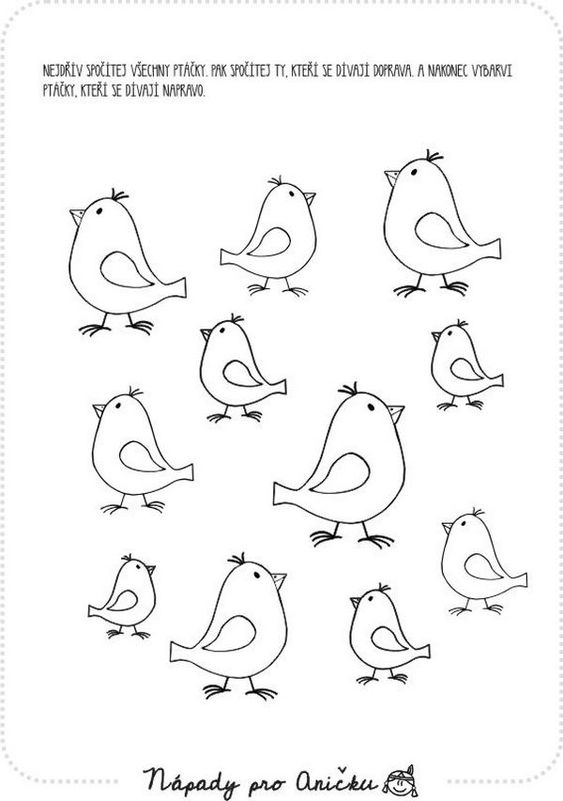 NEJDŘÍV SPOČÍTEJ VŠECHNY PTÁČKY. PAK SPOČÍTEJ TY, KTEŘÍ SE DÍVAJÍ DOPRAVA. A NAKONEC VYBARVI
PTÁČKY, KTEŘÍ SE DÍVAJÍ NAPRAVO.
Nápady pro Aničku